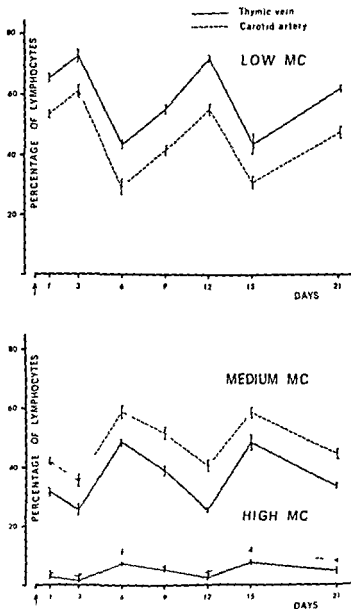 Thymic vein
Carotid artery
LOW MC
PERCENTAGE OF LYMPHOCYTES
80
60
40
20
1 3 6 9 12 15 21
DAYS
PERCENTAGE OF LYMPHOCYTES
80
60
40
20
MEDIUM MC
HIGH MC
1 3 6 9 12 15 21
DAYS